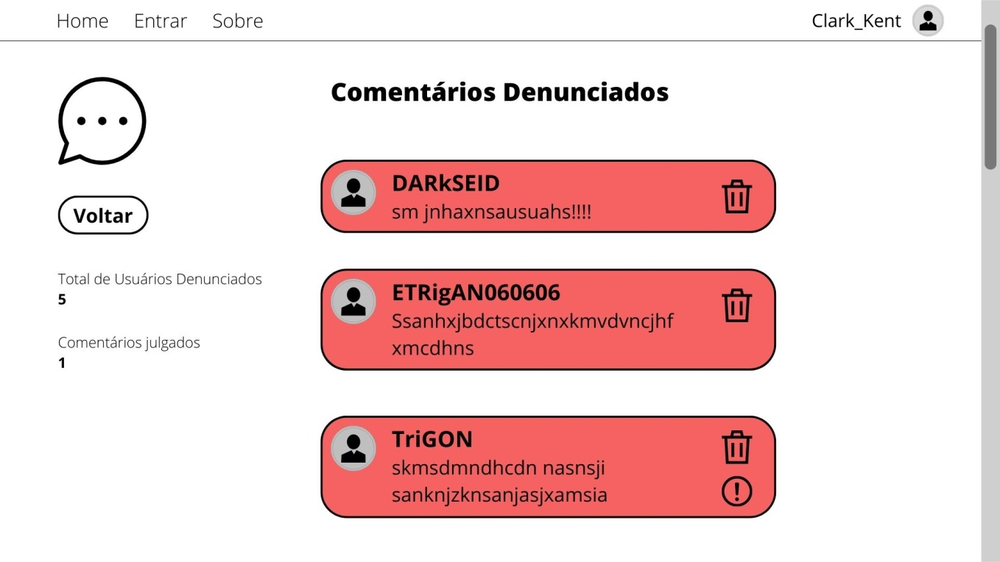 Home Entrar Sobre Clark_Kent
Comentários Denunciados
Voltar
Total de Usuários Denunciados
5
Comentários julgados
1
DARkSEID
sm jnhaxnsausuahs!!!!
ETRigAN060606
Ssanhxjbdctscnjxnxkmvdvncjhf
xmcdhns
TriGON
skmsdmndhcdn nasnsji
sanknjzknsanjasjxamsia